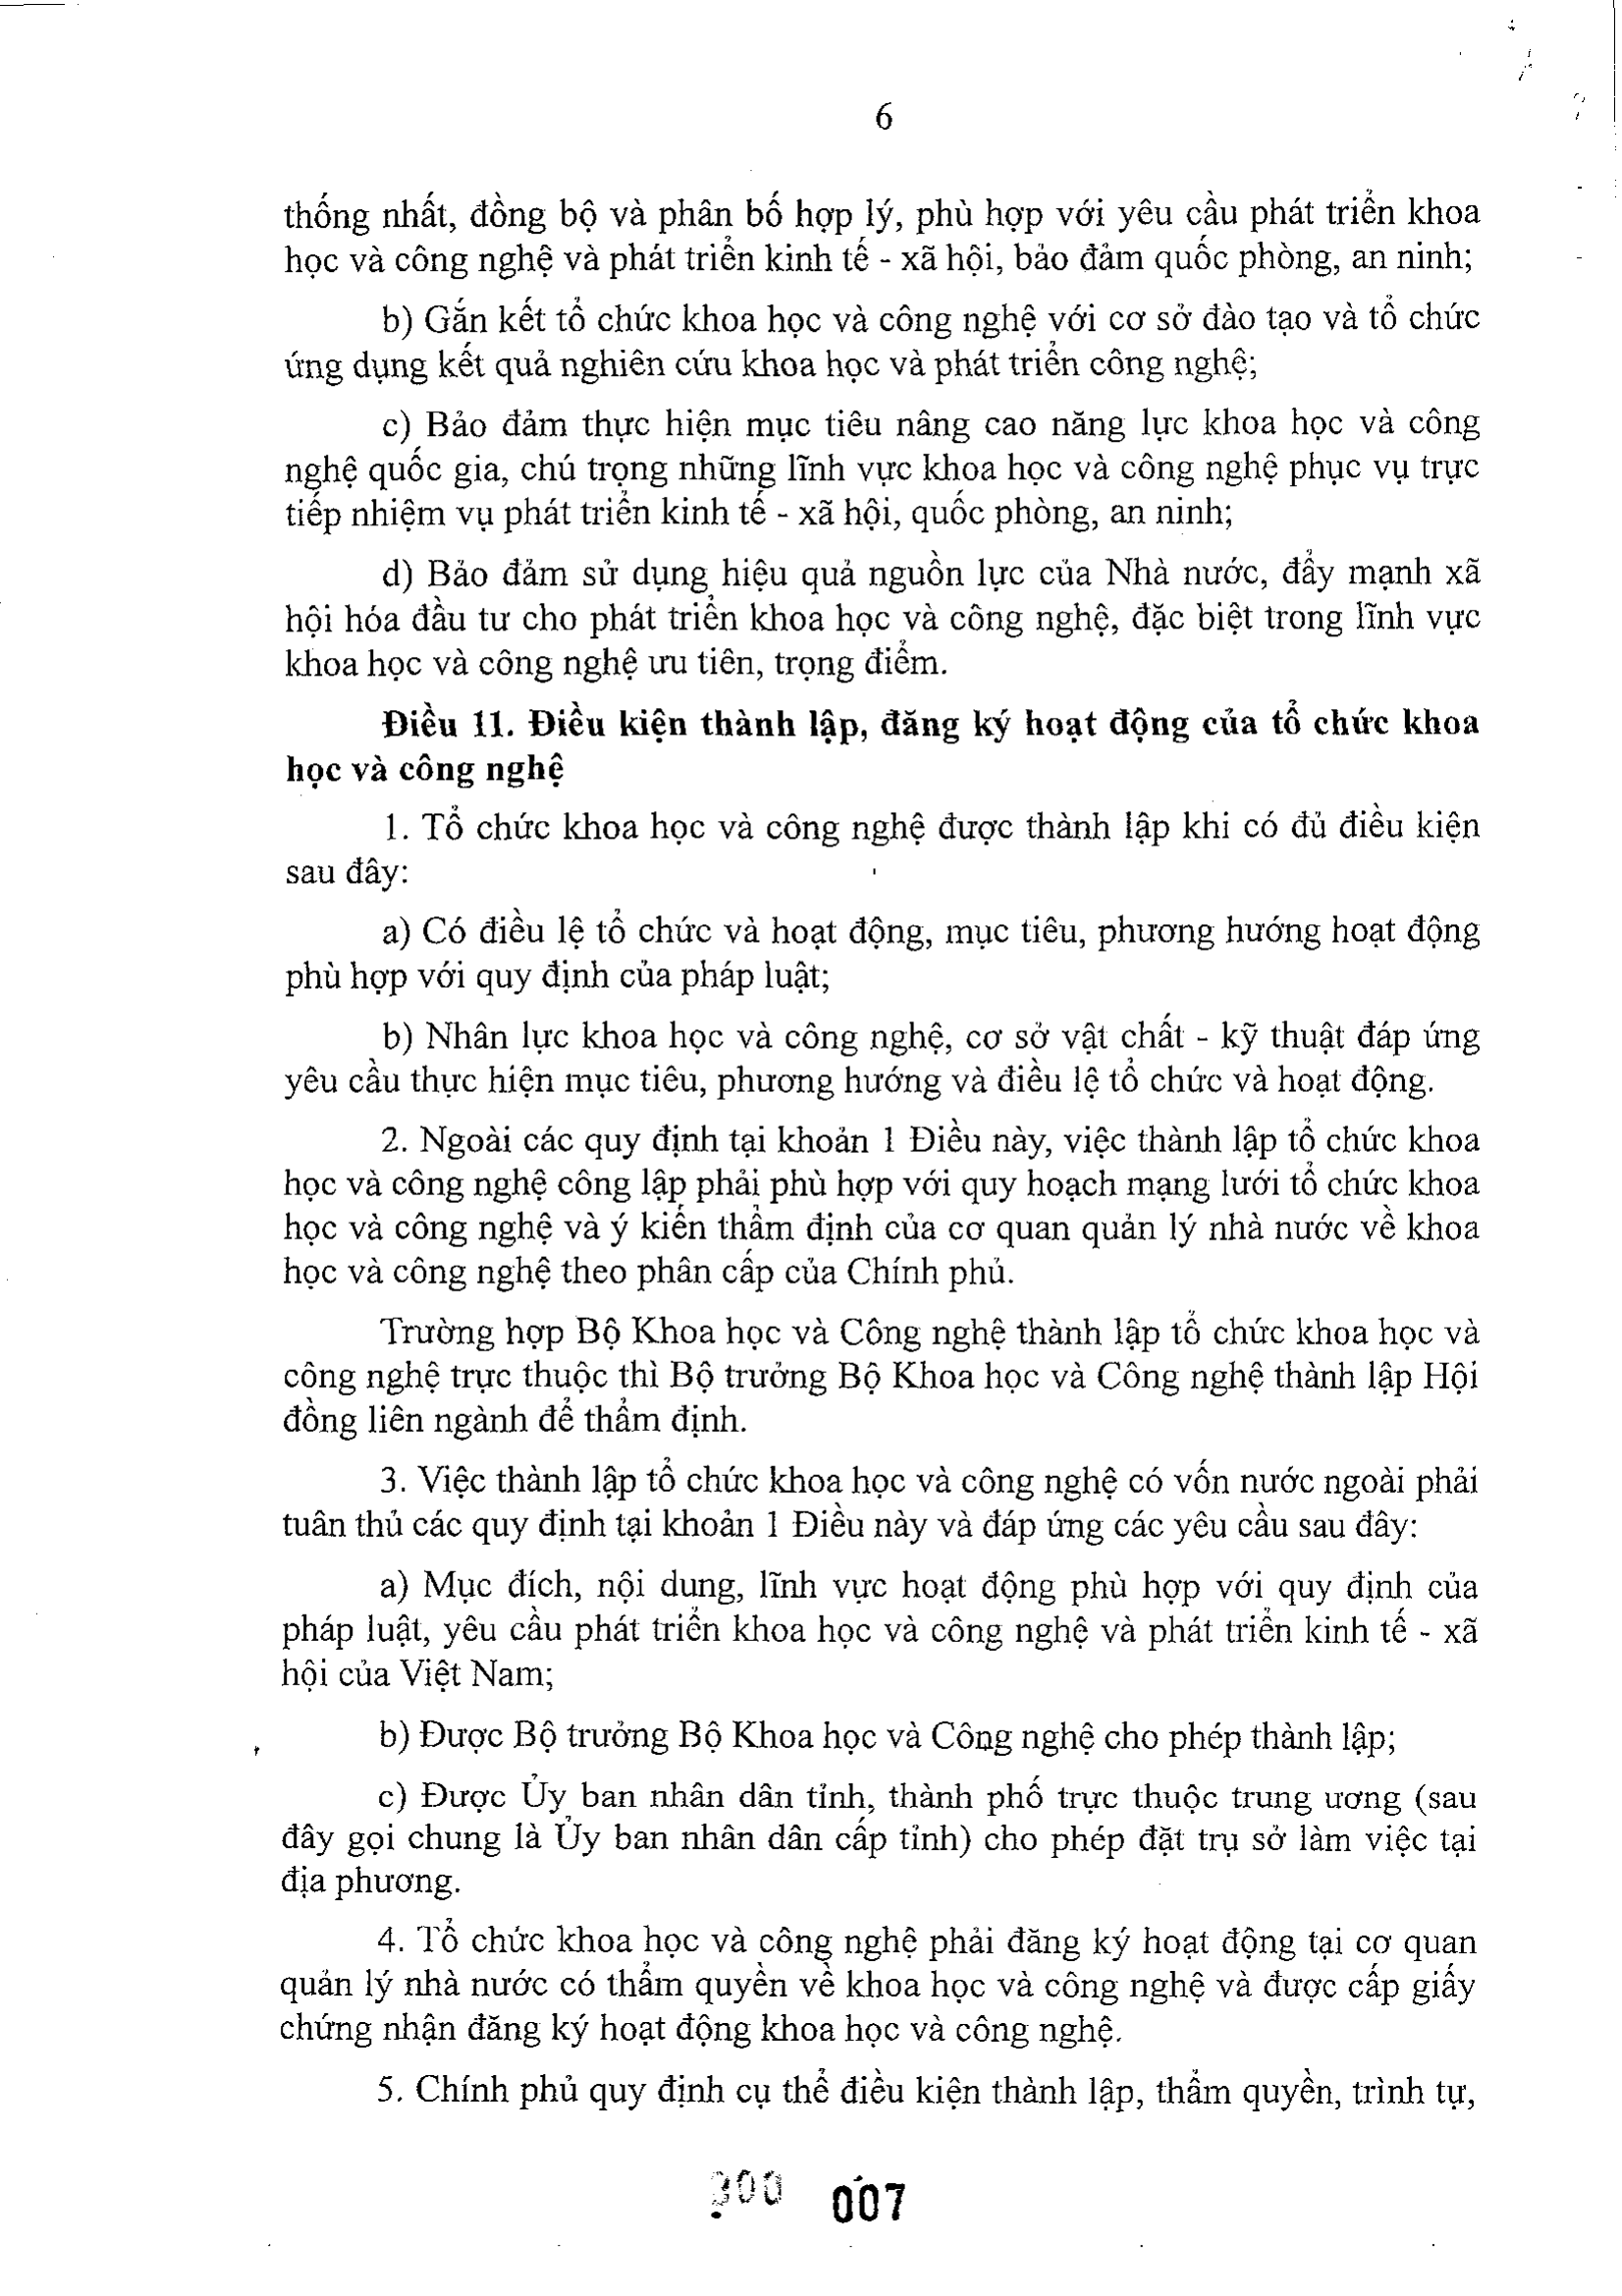 6
thống nhất, đồng bộ và phân bố hợp lý, phù hợp với yêu cầu phát triển khoa
học và công nghệ và phát triển kinh tế - xã hội, bảo đảm quốc phòng, an ninh;
b) Gắn kết tổ chức khoa học và công nghệ với cơ sở đào tạo và tổ chức
ứng dụng kết quả nghiên cứu khoa học và phát triển công nghệ;
c) Bảo đảm thực hiện mục tiêu nâng cao năng lực khoa học và công
nghệ quốc gia, chú trọng những lĩnh vực khoa học và công nghệ phục vụ trực
tiếp nhiệm vụ phát triển kinh tế - xã hội, quốc phòng, an ninh;
d) Bảo đảm sử dụng hiệu quả nguồn lực của Nhà nước, đẩy mạnh xã
hội hóa đầu tư cho phát triển khoa học và công nghệ, đặc biệt trong lĩnh vực
khoa học và công nghệ ưu tiên, trọng điểm.
Điều 11. Điều kiện thành lập, đăng ký hoạt động của tổ chức khoa
học và công nghệ
1. Tổ chức khoa học và công nghệ được thành lập khi có đủ điều kiện
sau đây:
a) Có điều lệ tổ chức và hoạt động, mục tiêu, phương hướng hoạt động
phù hợp với quy định của pháp luật;
b) Nhân lực khoa học và công nghệ, cơ sở vật chất - kỹ thuật đáp ứng
yêu cầu thực hiện mục tiêu, phương hướng và điều lệ tổ chức và hoạt động.
2. Ngoài các quy định tại khoản 1 Điều này, việc thành lập tổ chức khoa
học và công nghệ công lập phải phù hợp với quy hoạch mạng lưới tổ chức khoa
học và công nghệ và ý kiến thẩm định của cơ quan quản lý nhà nước về khoa
học và công nghệ theo phân cấp của Chính phủ.
Trường hợp Bộ Khoa học và Công nghệ thành lập tổ chức khoa học và
công nghệ trực thuộc thì Bộ trưởng Bộ Khoa học và Công nghệ thành lập Hội
đồng liên ngành để thẩm định.
3. Việc thành lập tổ chức khoa học và công nghệ có vốn nước ngoài phải
tuân thủ các quy định tại khoản 1 Điều này và đáp ứng các yêu cầu sau đây:
a) Mục đích, nội dung, lĩnh vực hoạt động phù hợp với quy định của
pháp luật, yêu cầu phát triển khoa học và công nghệ và phát triển kinh tế - xã
hội của Việt Nam;
b) Được Bộ trưởng Bộ Khoa học và Công nghệ cho phép thành lập;
c) Được Ủy ban nhân dân tỉnh, thành phố trực thuộc trung ương (sau
đây gọi chung là Ủy ban nhân dân cấp tỉnh) cho phép đặt trụ sở làm việc tại
địa phương.
4. Tổ chức khoa học và công nghệ phải đăng ký hoạt động tại cơ quan
quản lý nhà nước có thẩm quyền về khoa học và công nghệ và được cấp giấy
chứng nhận đăng ký hoạt động khoa học và công nghệ.
5. Chính phủ quy định cụ thể điều kiện thành lập, thẩm quyền, trình tự,
007